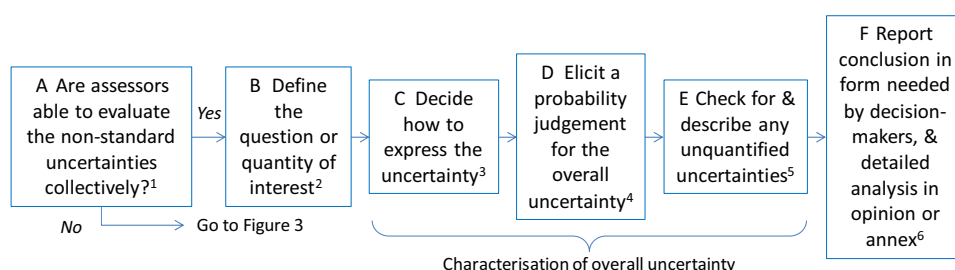 A Are assessors
able to evaluate
the non-standard
uncertainties
collectively?¹
Yes
No
Go to Figure 3
B Define
the
question or
quantity of
interest²
C Decide
how to
express the
uncertainty³
D Elicit a
probability
judgement
for the
overall
uncertainty⁴
E Check for &
describe any
unquantified
uncertainties⁵
Characterisation of overall uncertainty
F Report
conclusion in
form needed
by decision-
makers, &
detailed
analysis in
opinion or
annex⁶